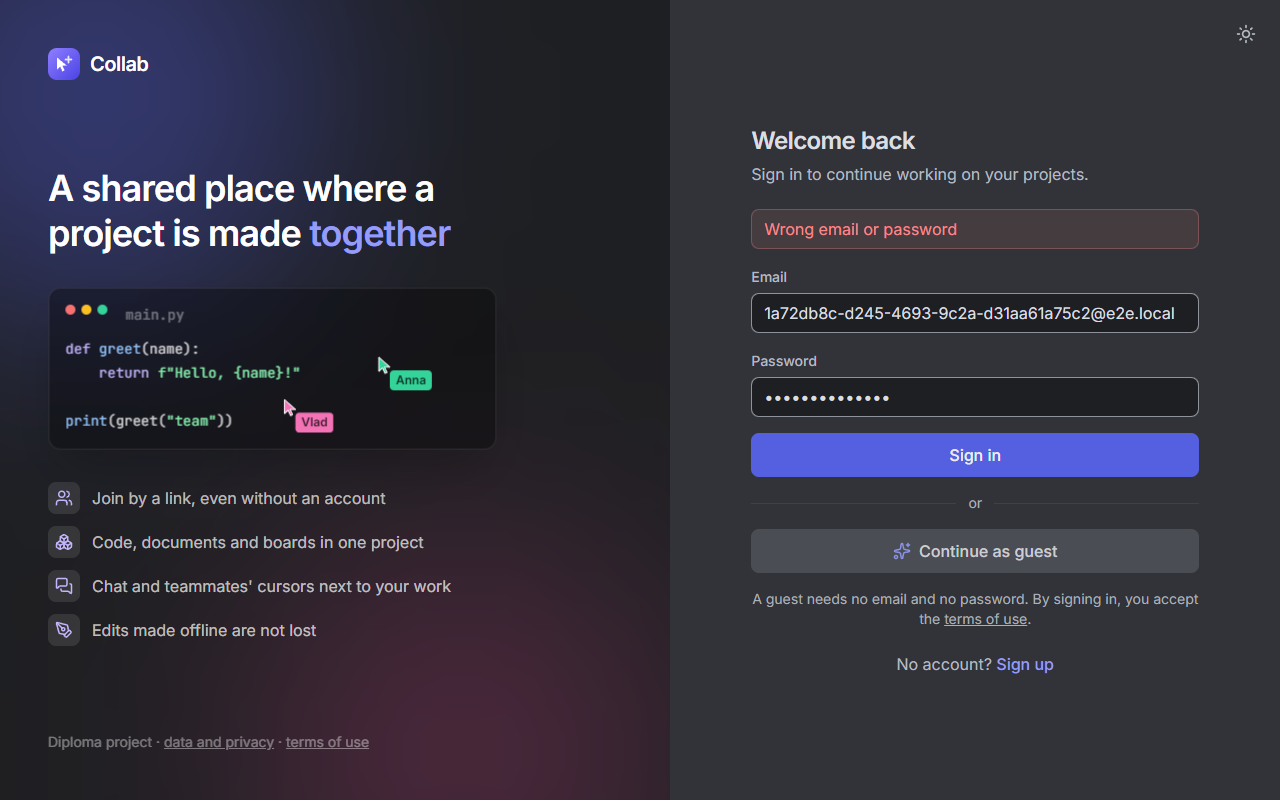 Collab
A shared place where a
project is made together
main.py
def greet(name):
    return f"Hello, {name}!"
print(greet("team"))
Anna
Vlad
Join by a link, even without an account
Code, documents and boards in one project
Chat and teammates' cursors next to your work
Edits made offline are not lost
Diploma project · data and privacy · terms of use
Welcome back
Sign in to continue working on your projects.
Wrong email or password
Email
1a72db8c-d245-4693-9c2a-d31aa61a75c2@e2e.local
Password
••••••••••••••
Sign in
or
Continue as guest
A guest needs no email and no password. By signing in, you accept
the terms of use.
No account? Sign up